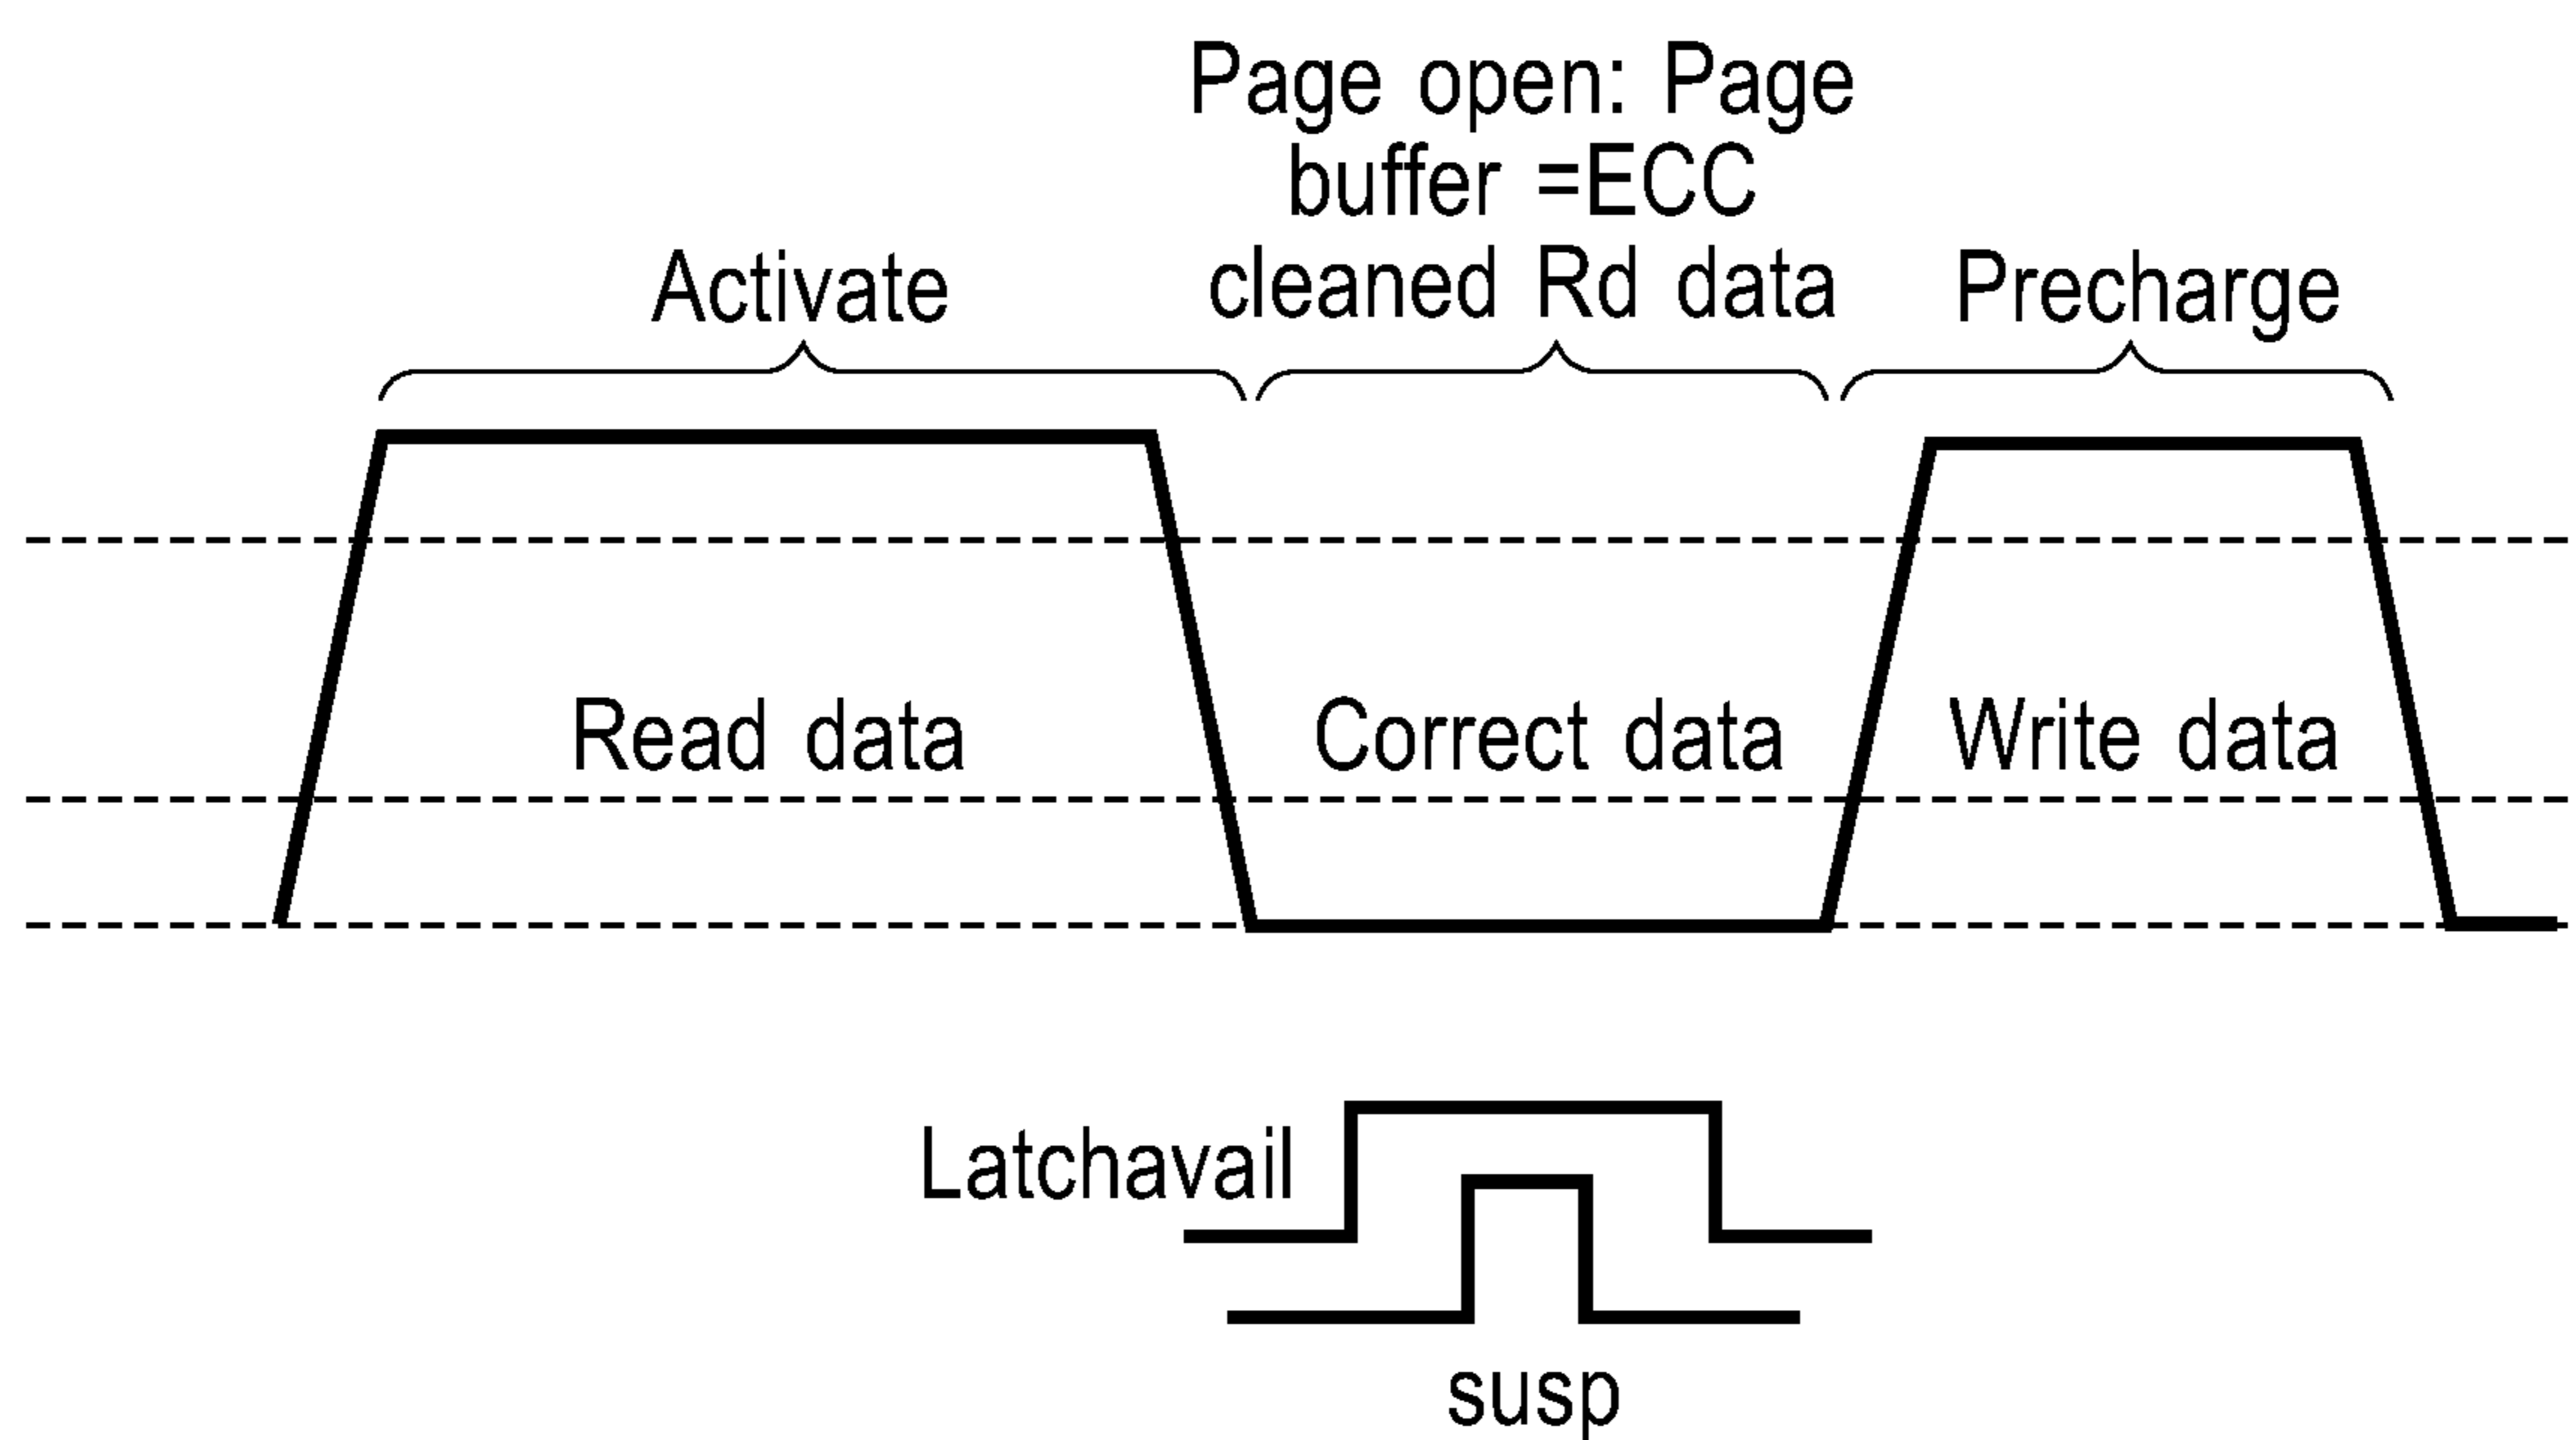 Page open: Page
buffer =ECC
cleaned Rd data
Activate
Precharge
Read data
Correct data
Write data
Latchavail
susp